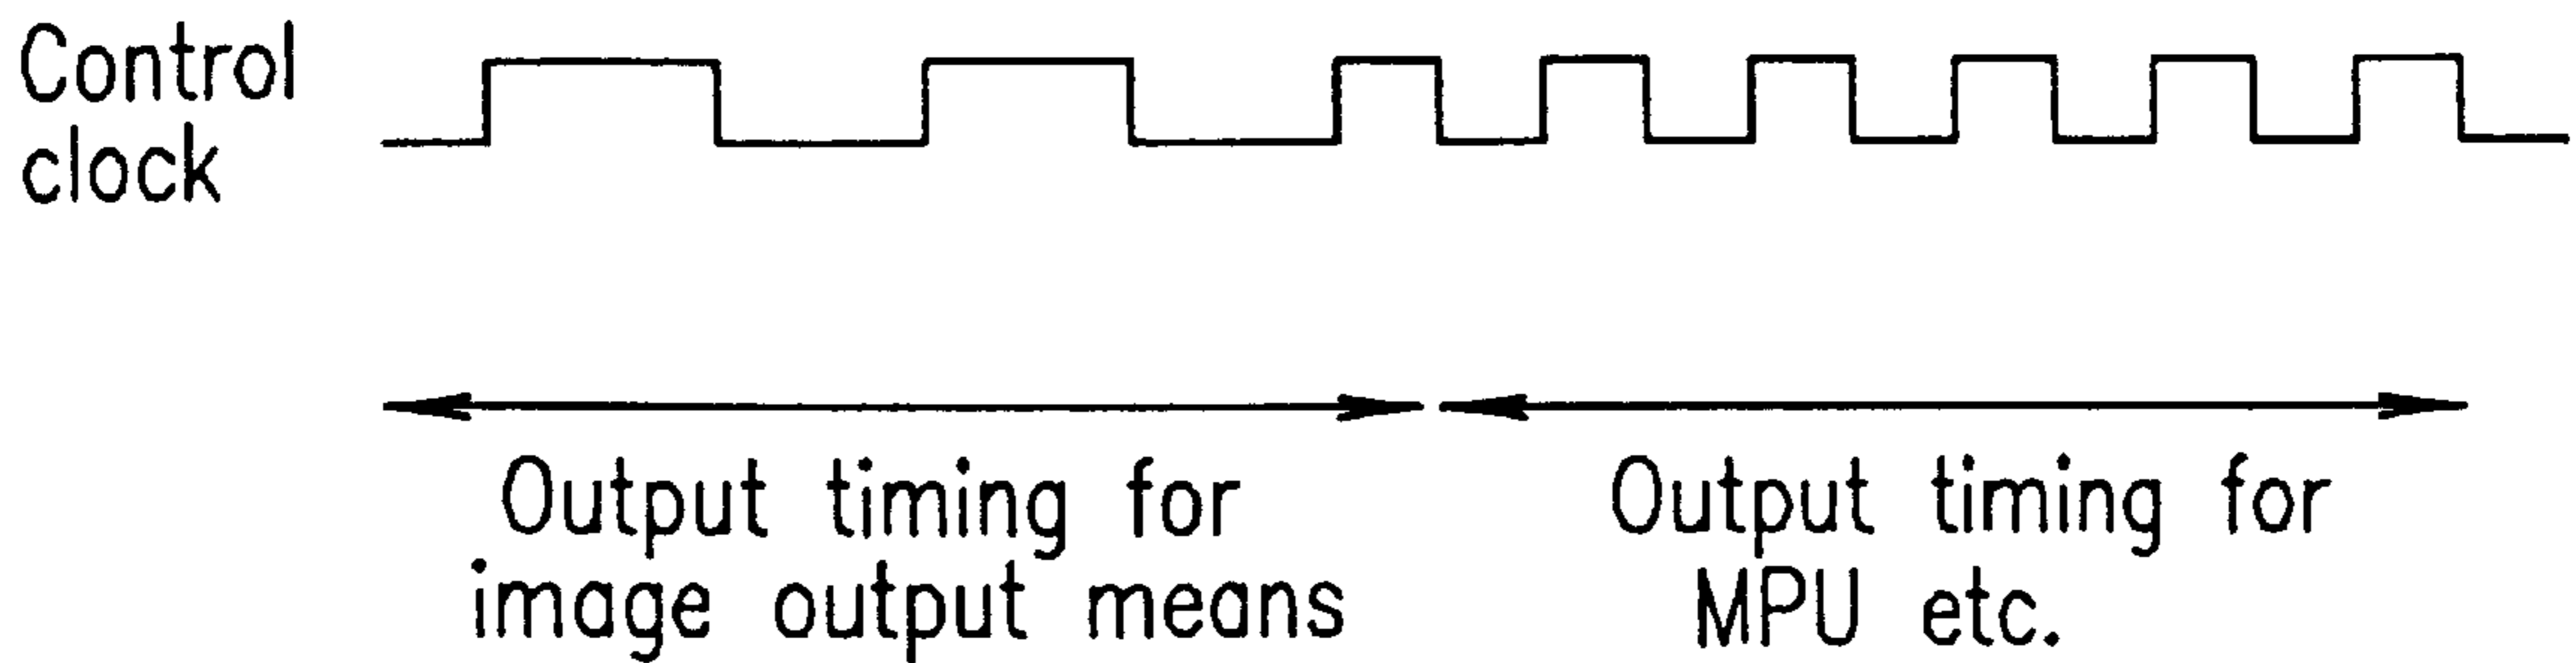 Control
clock
Output timing for
image output means
Output timing for
MPU etc.